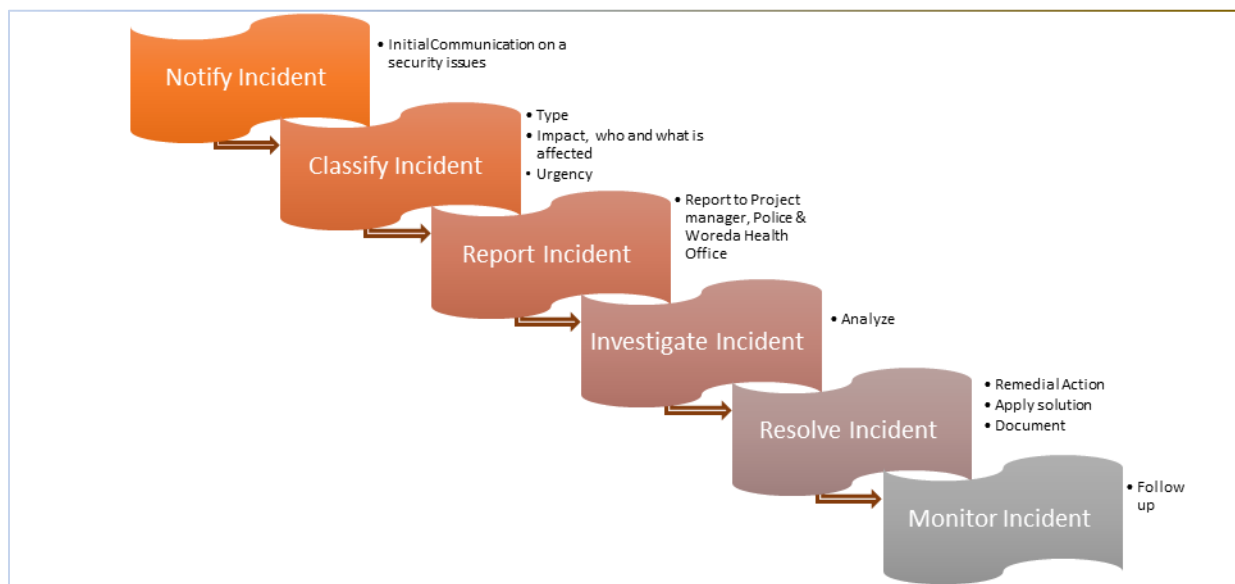 Notify Incident
• Initial Communication on a
security issues
Classify Incident
• Type
• Impact, who and what is
affected
• Urgency
Report Incident
• Report to Project
manager, Police &
Woreda Health
Office
Investigate Incident
• Analyze
Resolve Incident
• Remedial Action
• Apply solution
• Document
Monitor Incident
• Follow
up